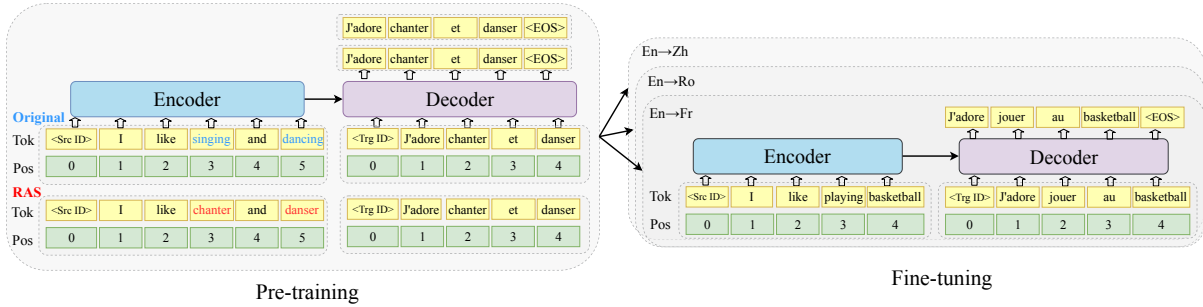 J'adore chanter et danser <EOS>
J'adore chanter et danser <EOS>
Encoder
Decoder
Original
Tok <Src ID> I like singing and dancing
<Trg ID> J'adore chanter et danser
Pos 0 1 2 3 4 5
0 1 2 3 4
RAS
Tok <Src ID> I like chanter and danser
<Trg ID> J'adore chanter et danser
Pos 0 1 2 3 4 5
0 1 2 3 4
Pre-training
En→Zh
En→Ro
En→Fr
J'adore jouer au basketball <EOS>
Encoder
Decoder
Tok <Src ID> I like playing basketball
<Trg ID> J'adore jouer au basketball
Pos 0 1 2 3 4
0 1 2 3 4
Fine-tuning